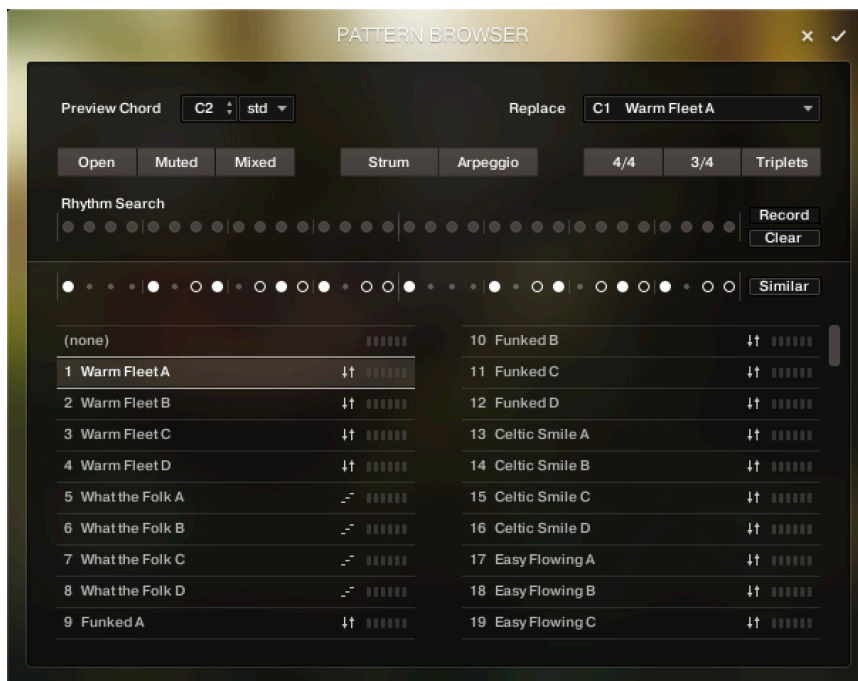 PATTERN BROWSER
Preview Chord C2 std Replace C1 Warm Fleet A
Open Muted Mixed Strum Arpeggio 4/4 3/4 Triplets
Rhythm Search
Record
Clear
Similar
(none)
1 Warm Fleet A
2 Warm Fleet B
3 Warm Fleet C
4 Warm Fleet D
5 What the Folk A
6 What the Folk B
7 What the Folk C
8 What the Folk D
9 Funked A
10 Funked B
11 Funked C
12 Funked D
13 Celtic Smile A
14 Celtic Smile B
15 Celtic Smile C
16 Celtic Smile D
17 Easy Flowing A
18 Easy Flowing B
19 Easy Flowing C